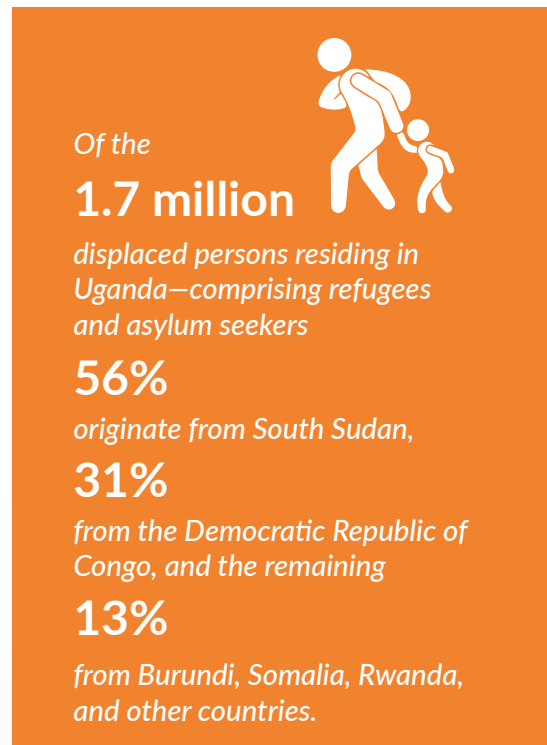 Of the
1.7 million
displaced persons residing in
Uganda—comprising refugees
and asylum seekers
56%
originate from South Sudan,
31%
from the Democratic Republic of
Congo, and the remaining
13%
from Burundi, Somalia, Rwanda,
and other countries.